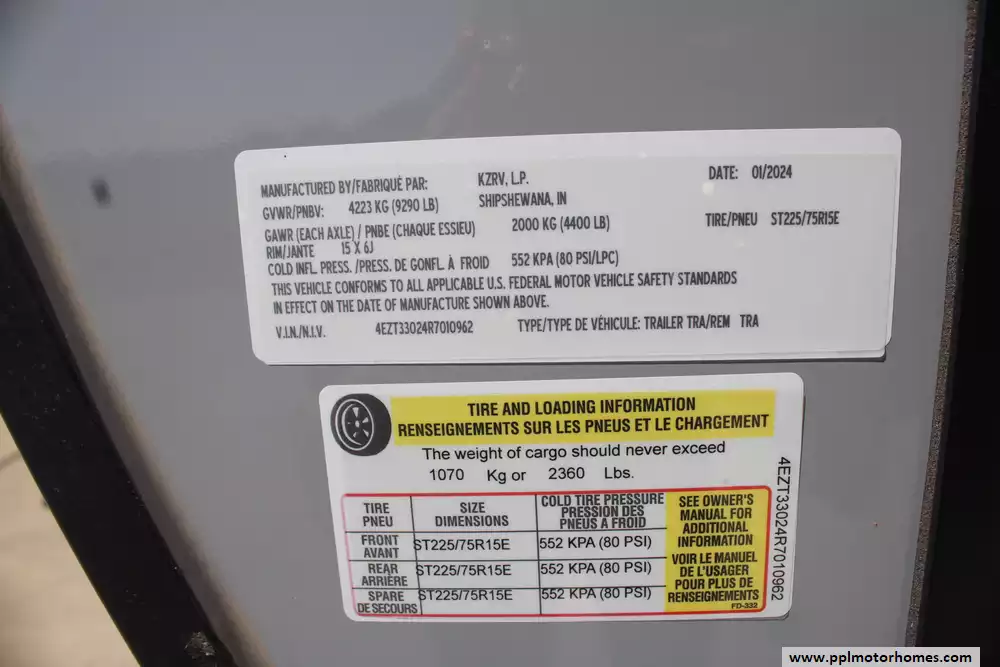 MANUFACTURED BY/FABRIQUÉ PAR: KZRV, L.P. DATE: 01/2024
SHIPSHEWANA, IN
GVWR/PNBV: 4223 KG (9290 LB)
GAWR (EACH AXLE) / PNBE (CHAQUE ESSIEU) 2000 KG (4400 LB) TIRE/PNEU ST225/75R15E
RIM/JANTE 15 X 6J
COLD INFL. PRESS. /PRESS. DE GONFL. À FROID 552 KPA (80 PSI/LPC)
THIS VEHICLE CONFORMS TO ALL APPLICABLE U.S. FEDERAL MOTOR VEHICLE SAFETY STANDARDS
IN EFFECT ON THE DATE OF MANUFACTURE SHOWN ABOVE.
V.I.N./N.I.V. 4EZT33024R7010962 TYPE/TYPE DE VÉHICULE: TRAILER TRA/REM TRA
TIRE AND LOADING INFORMATION
RENSEIGNEMENTS SUR LES PNEUS ET LE CHARGEMENT
The weight of cargo should never exceed
1070 Kg or 2360 Lbs.
TIRE
PNEU
SIZE
DIMENSIONS
COLD TIRE PRESSURE
PRESSION DES
PNEUS A FROID
FRONT
AVANT
ST225/75R15E
552 KPA (80 PSI)
REAR
ARRIÈRE
ST225/75R15E
552 KPA (80 PSI)
SPARE
DE SECOURS
ST225/75R15E
552 KPA (80 PSI)
SEE OWNER'S
MANUAL FOR
ADDITIONAL
INFORMATION
VOIR LE MANUEL
DE L'USAGER
POUR PLUS DE
RENSEIGNEMENTS
FD-332
4EZT33024R7010962
www.pplmotorhomes.com